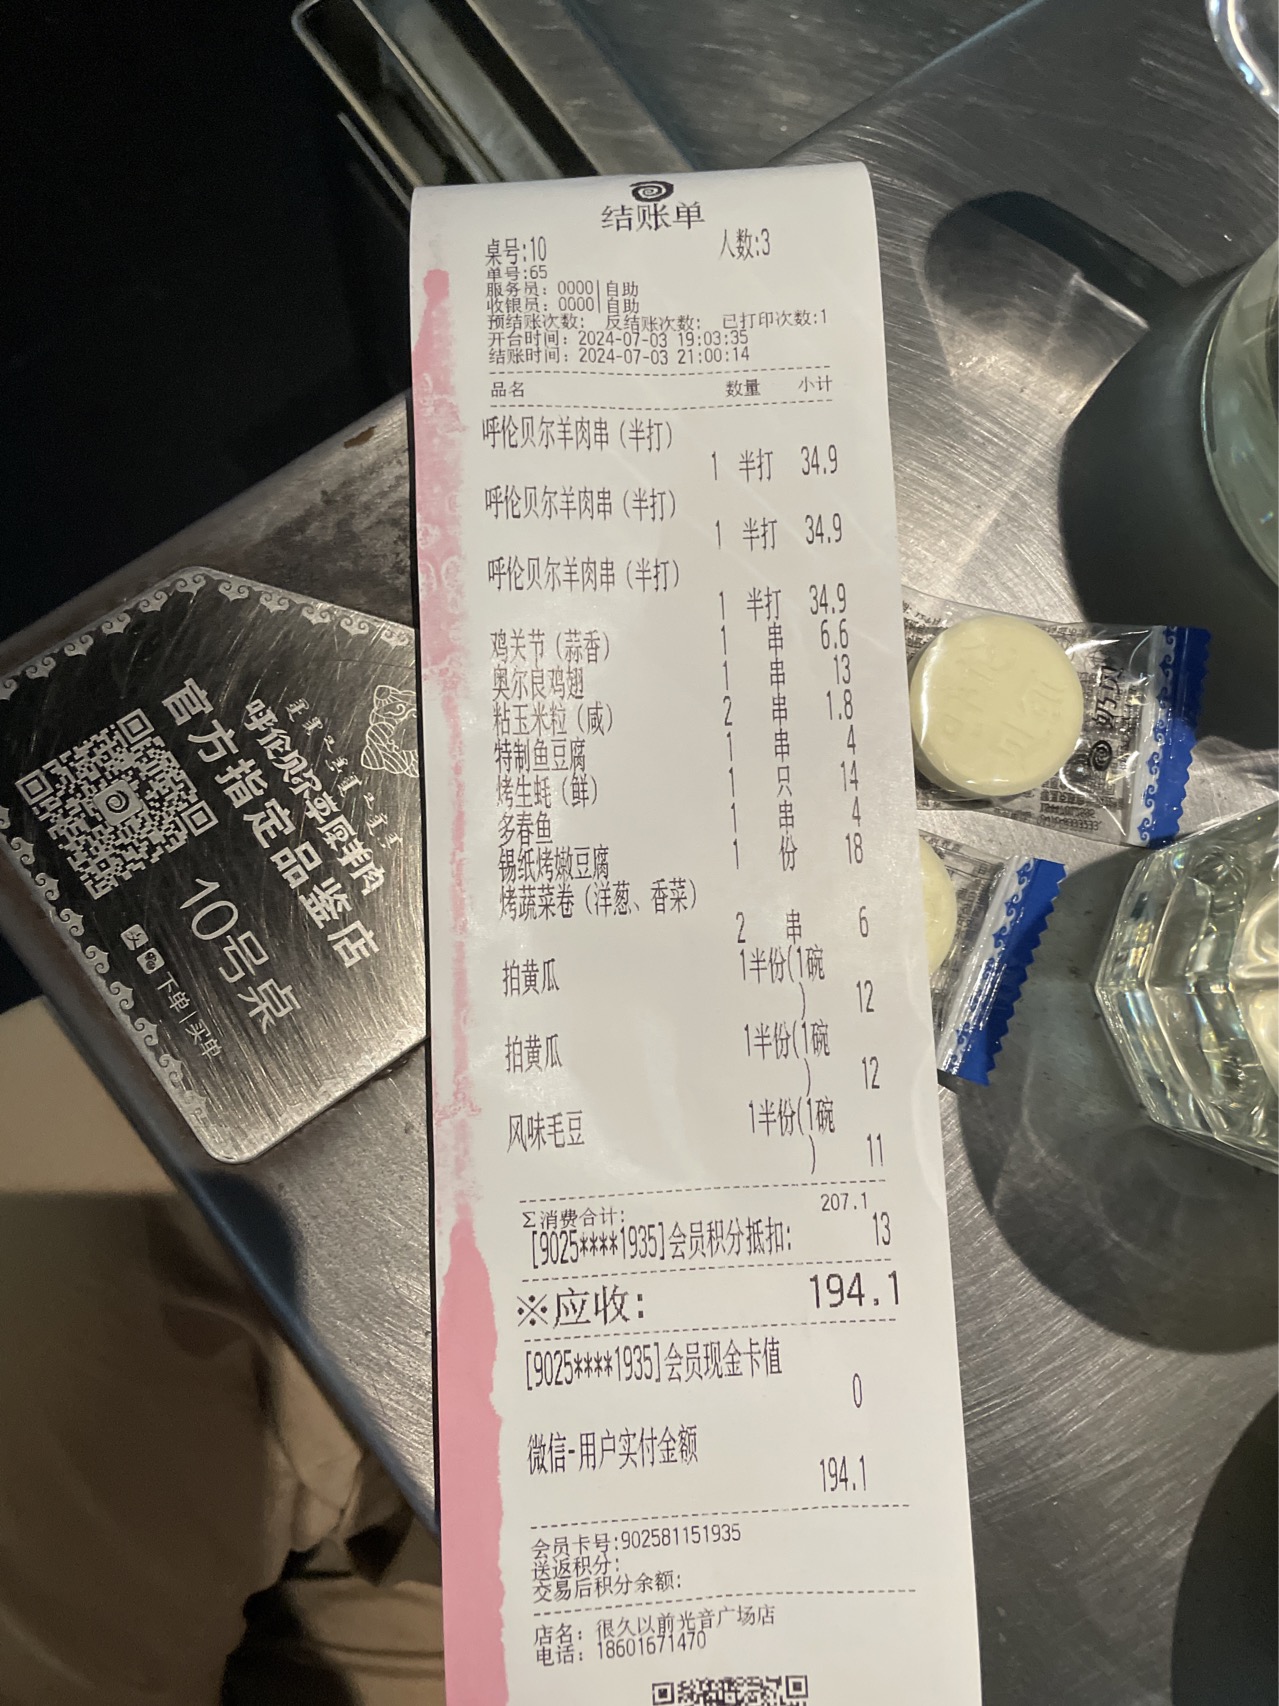 结账单
桌号:10 人数:3
单号:65
服务员: 0000|自助
收银员: 0000|自助
预结账次数: 反结账次数: 已打印次数:1
开台时间: 2024-07-03 19:03:35
结账时间: 2024-07-03 21:00:14
品名 数量 小计
呼伦贝尔羊肉串(半打)
1 半打 34.9
呼伦贝尔羊肉串(半打)
1 半打 34.9
呼伦贝尔羊肉串(半打)
1 半打 34.9
鸡关节(蒜香) 1 串 6.6
奥尔良鸡翅 1 串 13
粘玉米粒(咸) 2 串 1.8
特制鱼豆腐 1 串 4
烤生蚝(鲜) 1 只 14
多春鱼 1 串 4
锡纸烤嫩豆腐 1 份 18
烤蔬菜卷(洋葱、香菜)
2 串 6
拍黄瓜 1半份(1碗
) 12
拍黄瓜 1半份(1碗
) 12
风味毛豆 1半份(1碗
) 11
Σ消费合计: 207.1
[9025****1935]会员积分抵扣: 13
※应收: 194.1
[9025****1935]会员现金卡值
0
微信-用户实付金额
194.1
会员卡号:902581151935
送返积分:
交易后积分余额:
店名: 很久以前光音广场店
电话: 18601671470
呼伦贝尔草原羊肉
官方指定品鉴店
10号桌
下单|买单
奶贝